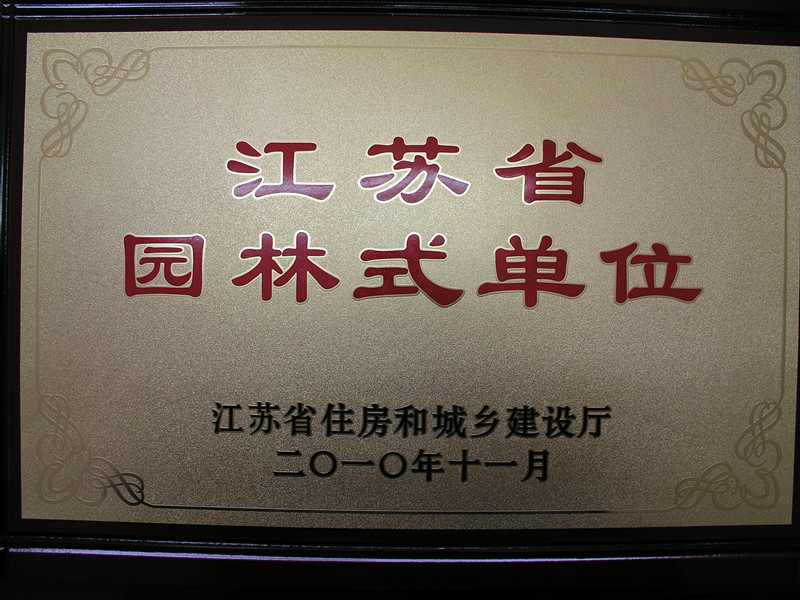 江苏省
园林式单位
江苏省住房和城乡建设厅
二〇一〇年十一月